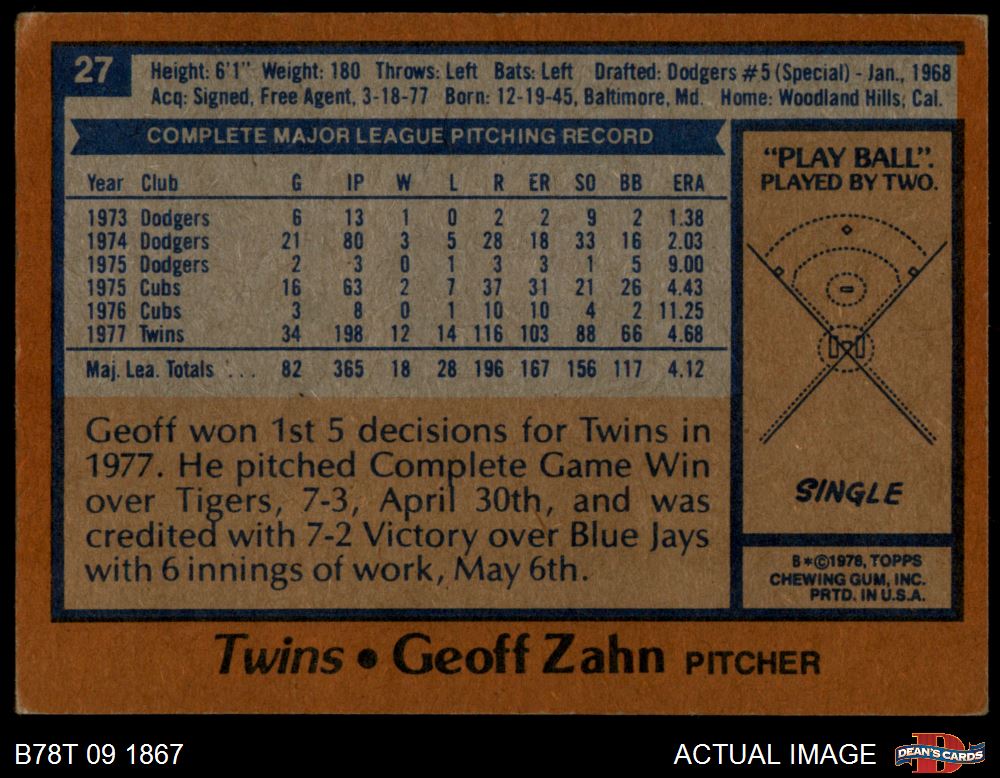 27
Height: 6'1" Weight: 180 Throws: Left Bats: Left Drafted: Dodgers #5 (Special) - Jan., 1968
Acq: Signed, Free Agent, 3-18-77 Born: 12-19-45, Baltimore, Md. Home: Woodland Hills, Cal.
COMPLETE MAJOR LEAGUE PITCHING RECORD
Year Club G IP W L R ER SO BB ERA
1973 Dodgers 6 13 1 0 2 2 9 2 1.38
1974 Dodgers 21 80 3 5 28 18 33 16 2.03
1975 Dodgers 2 3 0 1 3 3 1 5 9.00
1975 Cubs 16 63 2 7 37 31 21 26 4.43
1976 Cubs 3 8 0 1 10 10 4 2 11.25
1977 Twins 34 198 12 14 116 103 88 66 4.68
Maj. Lea. Totals . . . 82 365 18 28 196 167 156 117 4.12
Geoff won 1st 5 decisions for Twins in
1977. He pitched Complete Game Win
over Tigers, 7-3, April 30th, and was
credited with 7-2 Victory over Blue Jays
with 6 innings of work, May 6th.
"PLAY BALL".
PLAYED BY TWO.
SINGLE
B*©1978, TOPPS
CHEWING GUM, INC.
PRTD. IN U.S.A.
Twins • Geoff Zahn PITCHER
B78T 09 1867
ACTUAL IMAGE
DEAN'S CARDS